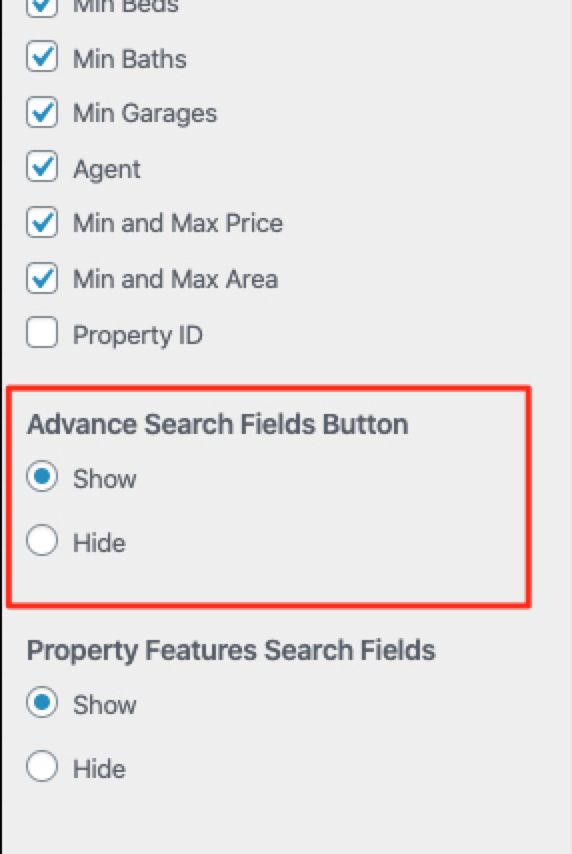 Min Beds
Min Baths
Min Garages
Agent
Min and Max Price
Min and Max Area
Property ID
Advance Search Fields Button
Show
Hide
Property Features Search Fields
Show
Hide